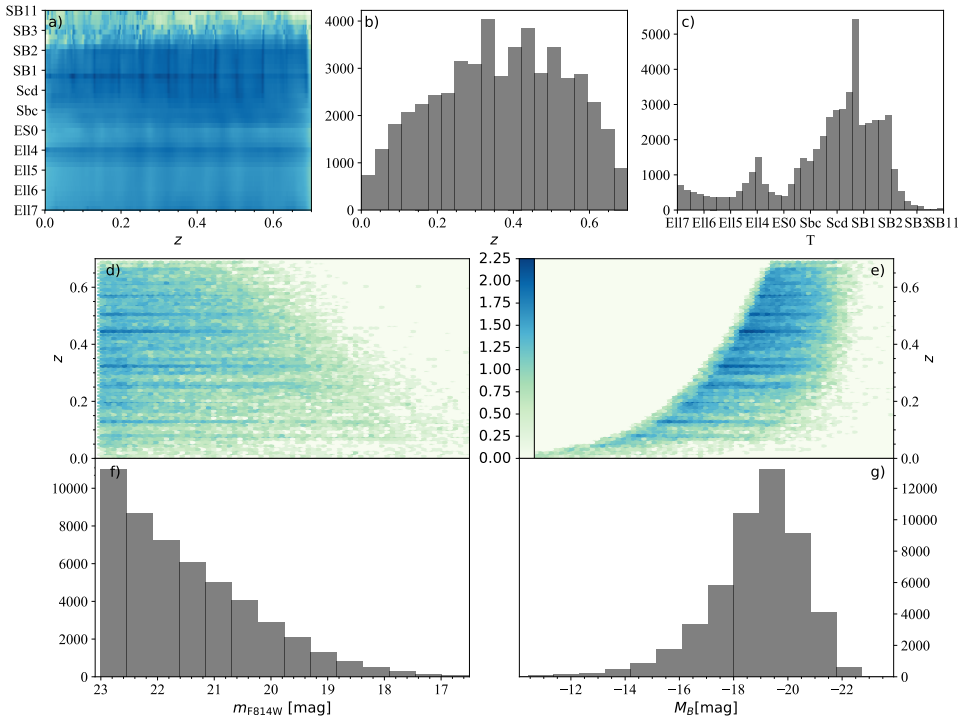 a)
SB11
SB3
SB2
SB1
Scd
Sbc
ES0
Ell4
Ell5
Ell6
Ell7
0.0 0.2 0.4 0.6
z
b)
4000
3000
2000
1000
0
0.0 0.2 0.4 0.6
z
c)
5000
4000
3000
2000
1000
0
Ell7 Ell6 Ell5 Ell4 ES0 Sbc Scd SB1 SB2 SB3 SB11
T
d)
0.6
0.4
0.2
0.0
z
2.25
2.00
1.75
1.50
1.25
1.00
0.75
0.50
0.25
0.00
e)
0.6
0.4
0.2
0.0
z
f)
10000
8000
6000
4000
2000
0
23 22 21 20 19 18 17
m_F814W [mag]
g)
12000
10000
8000
6000
4000
2000
0
−12 −14 −16 −18 −20 −22
M_B[mag]